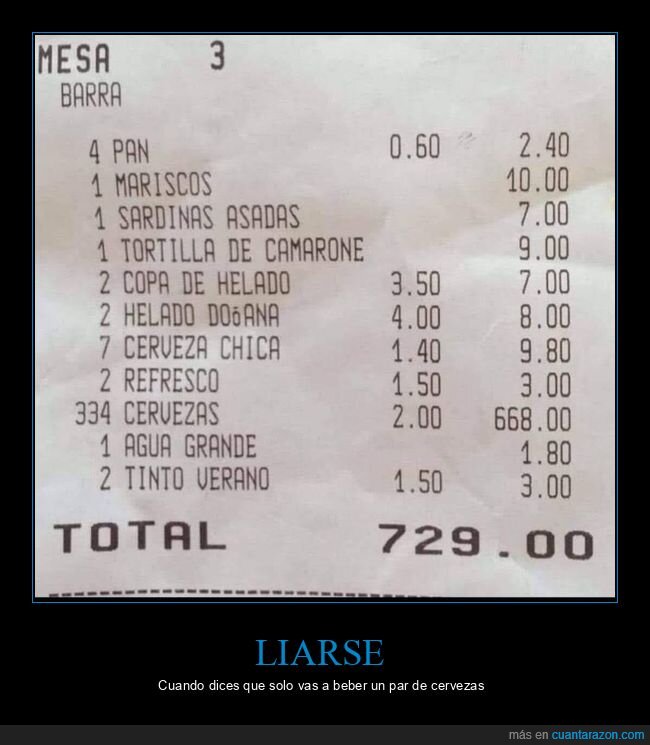 MESA 3
BARRA
4 PAN 0.60 2.40
1 MARISCOS 10.00
1 SARDINAS ASADAS 7.00
1 TORTILLA DE CAMARONE 9.00
2 COPA DE HELADO 3.50 7.00
2 HELADO DOóANA 4.00 8.00
7 CERVEZA CHICA 1.40 9.80
2 REFRESCO 1.50 3.00
334 CERVEZAS 2.00 668.00
1 AGUA GRANDE 1.80
2 TINTO VERANO 1.50 3.00
TOTAL 729.00
LIARSE
Cuando dices que solo vas a beber un par de cervezas
más en cuantarazon.com